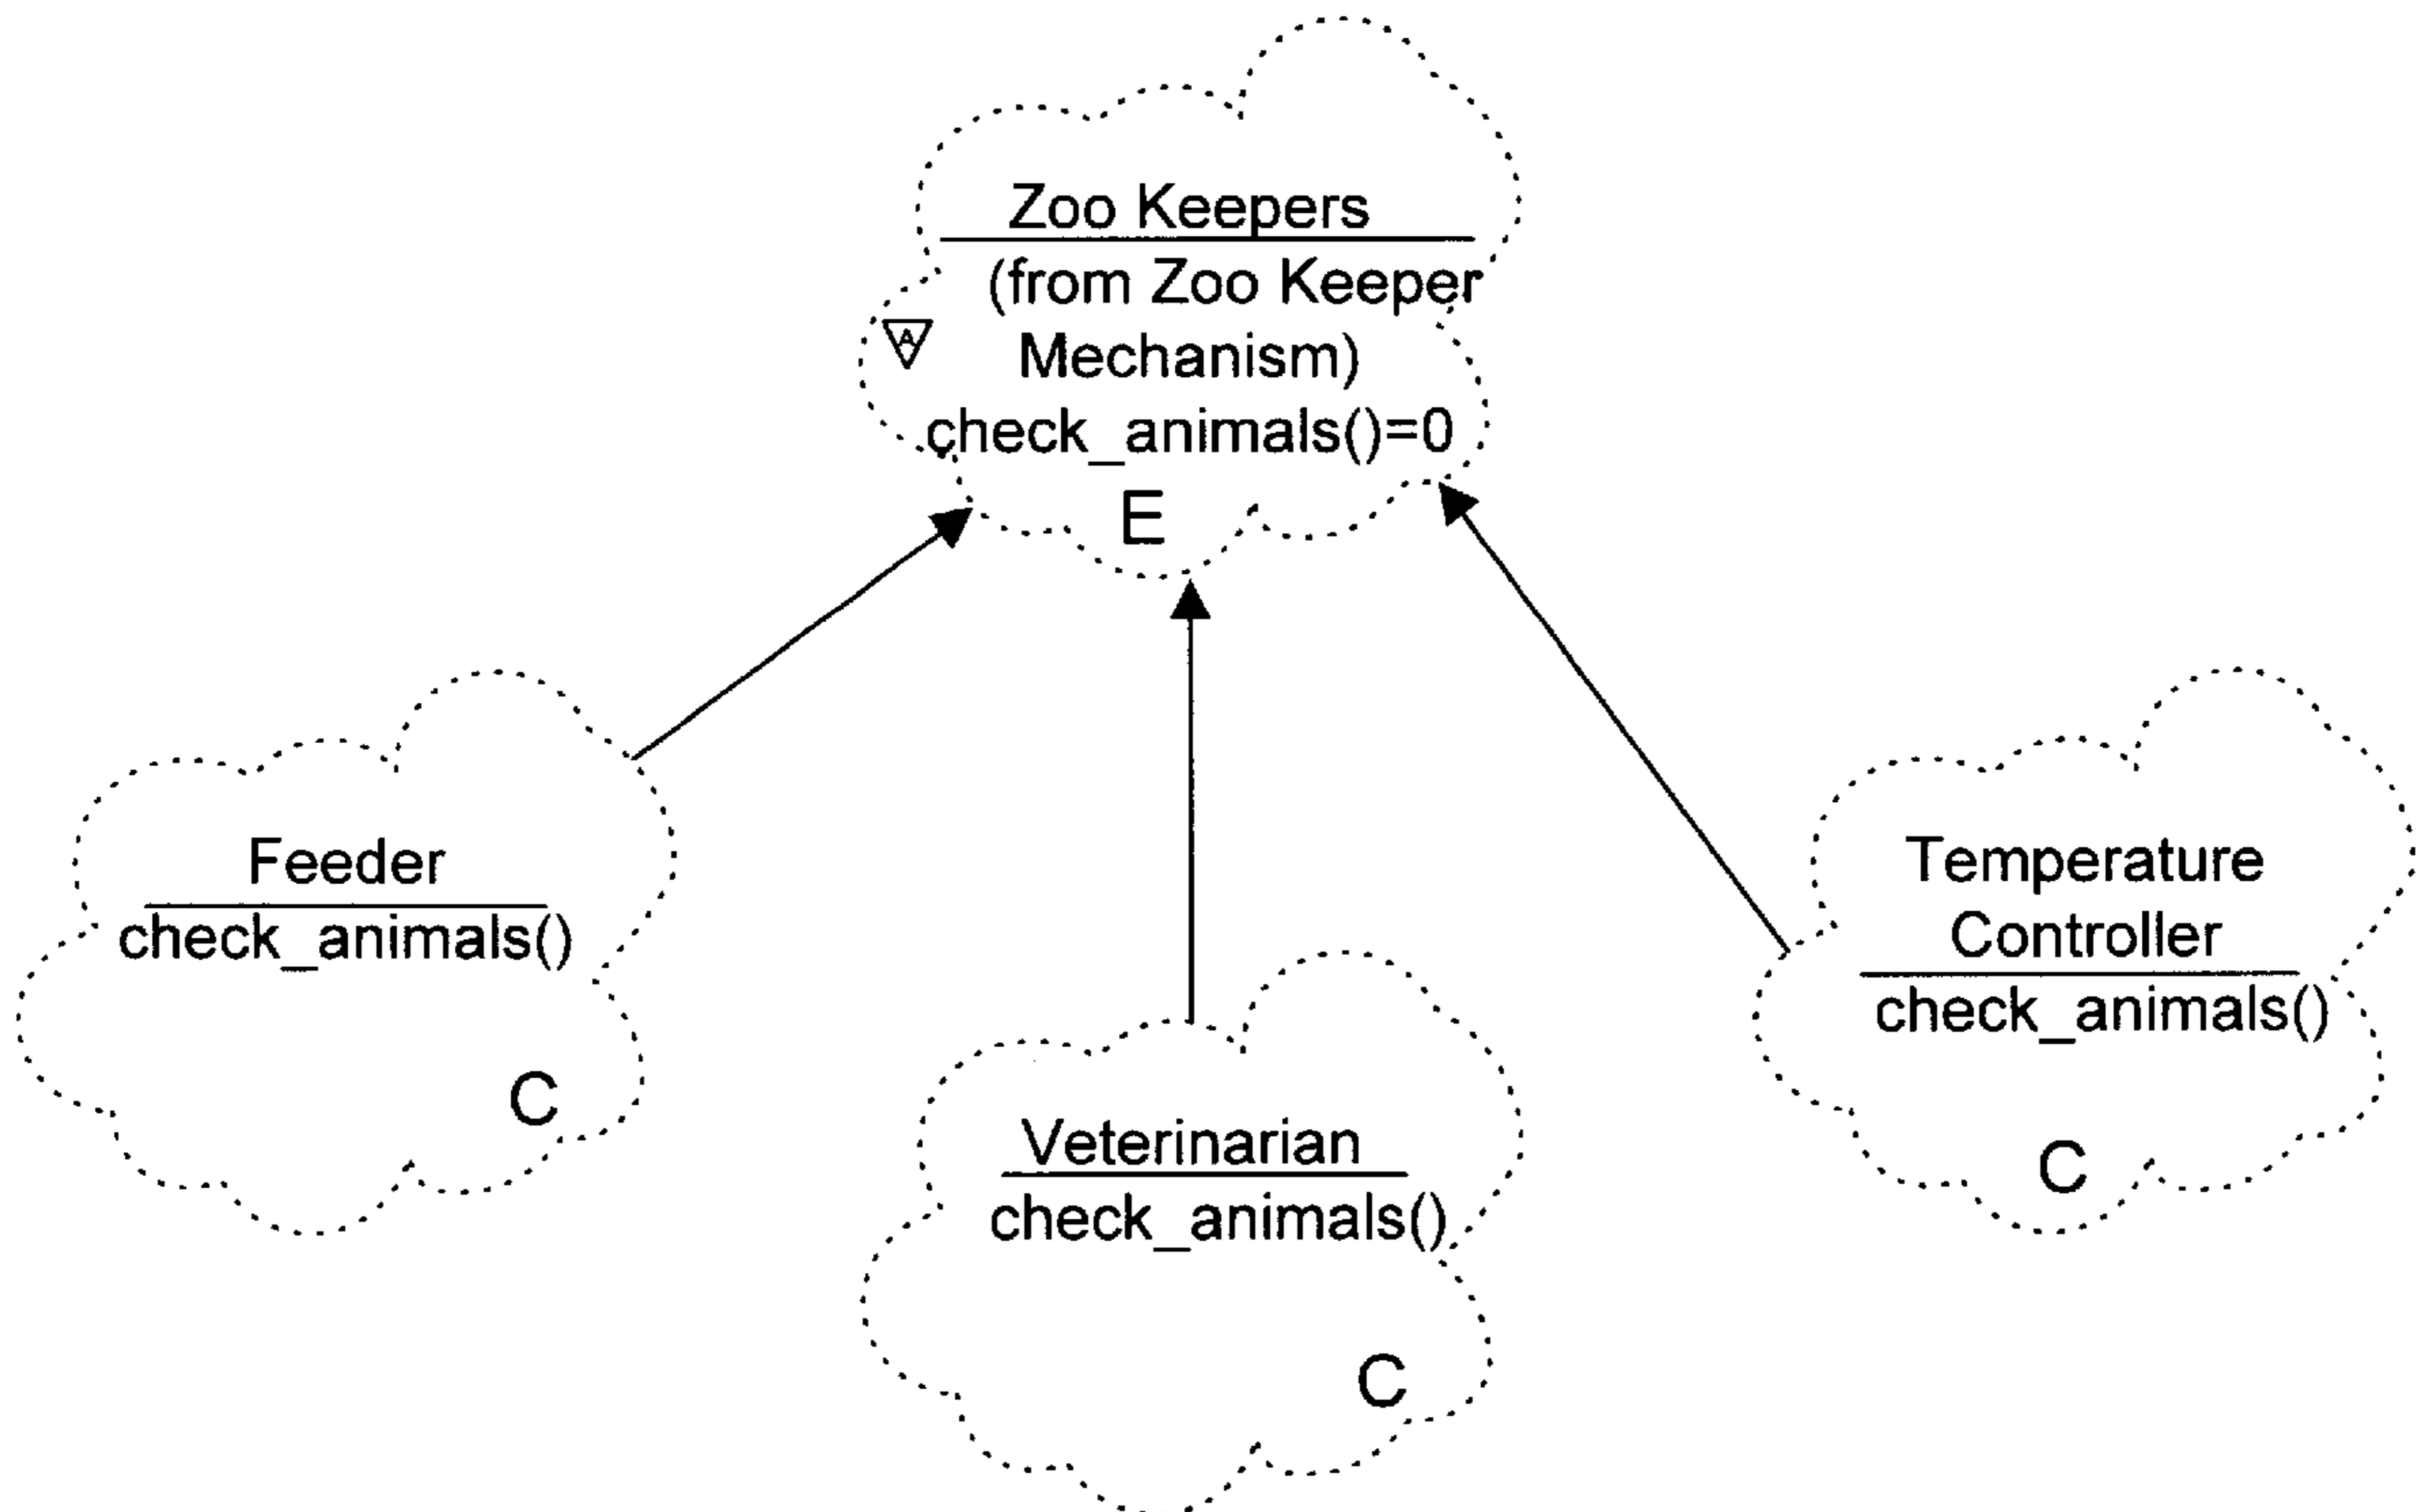 Zoo Keepers
(from Zoo Keeper
A
Mechanism)
check_animals()=0
E
Feeder
check_animals()
C
Temperature
Controller
check_animals()
C
Veterinarian
check_animals()
C